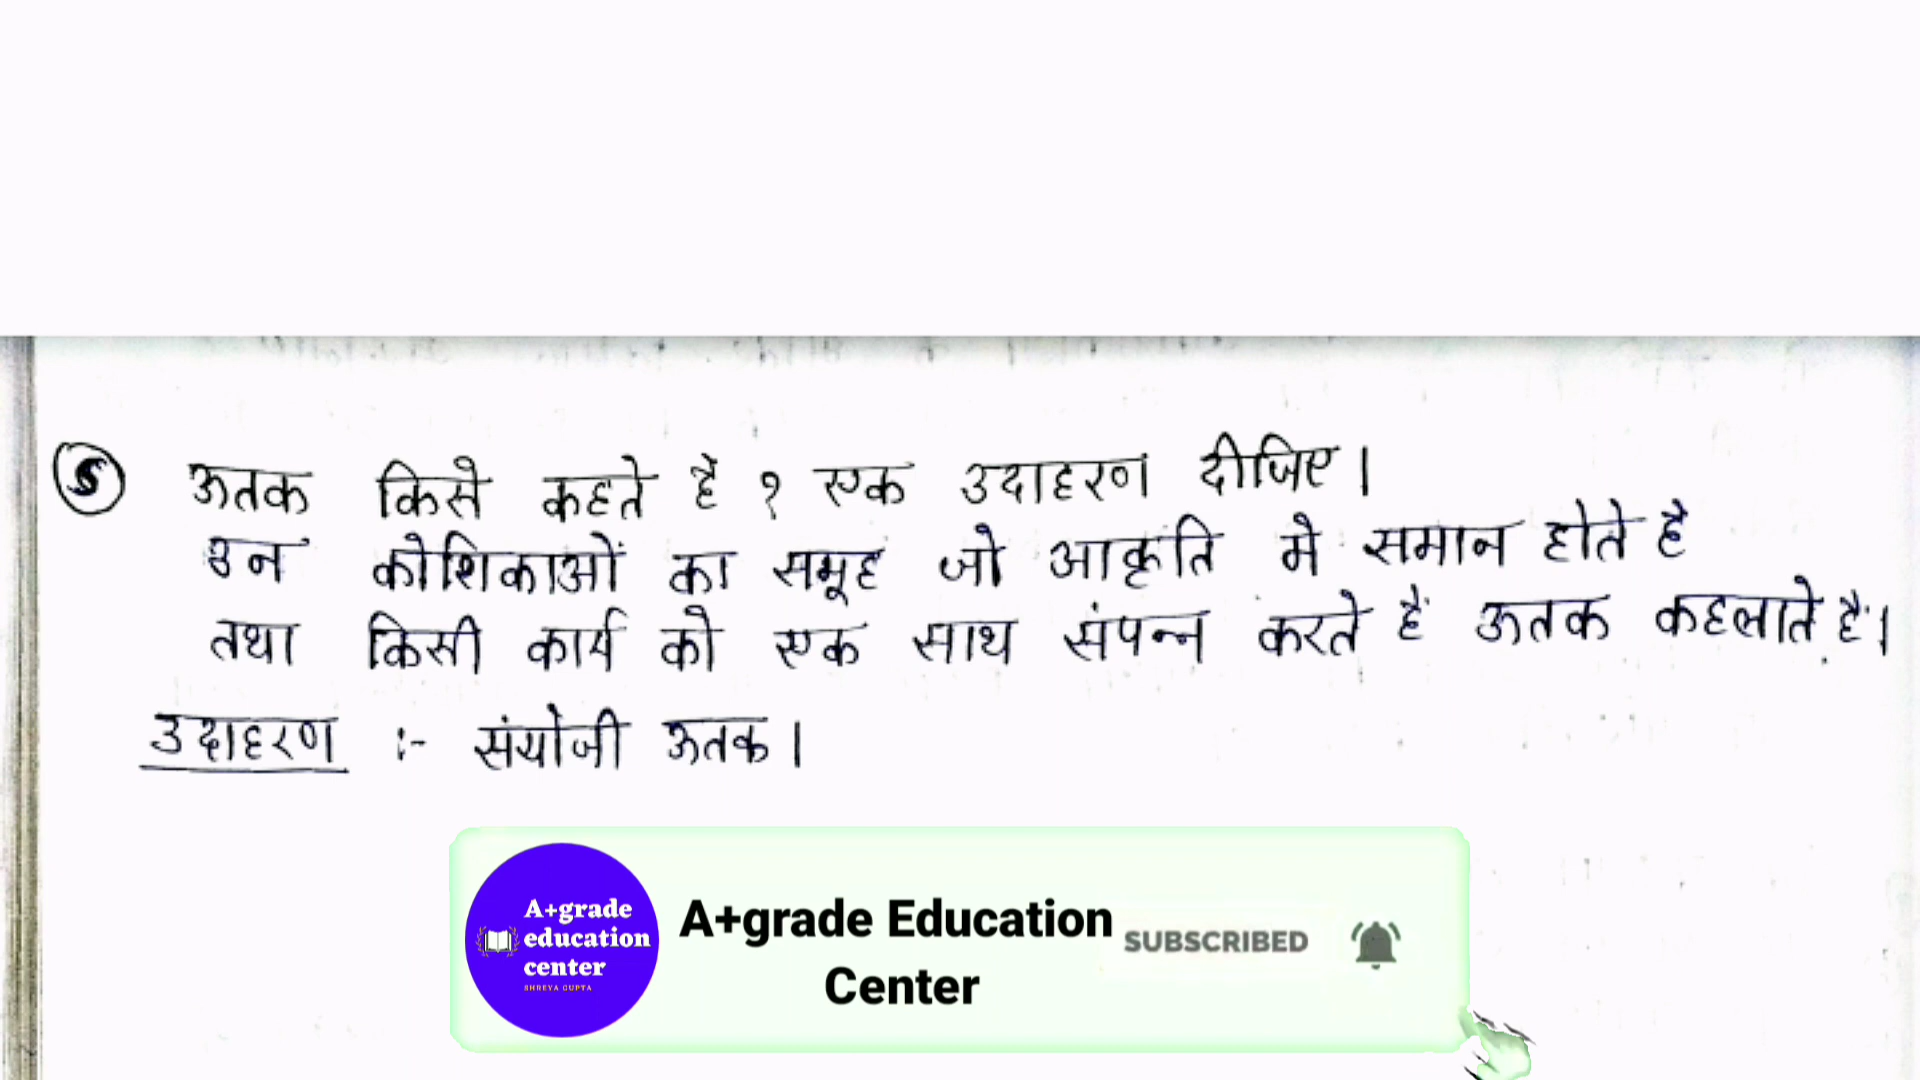 5 ऊतक किसे कहते है ? एक उदाहरण दीजिए।
उन कोशिकाओं का समूह जो आकृति मे समान होते है
तथा किसी कार्य को एक साथ संपन्न करते हैं ऊतक कहलाते है।
उदाहरण :- संयोजी ऊतक।
A+grade
education
center
SHREYA GUPTA
A+grade Education
Center
SUBSCRIBED